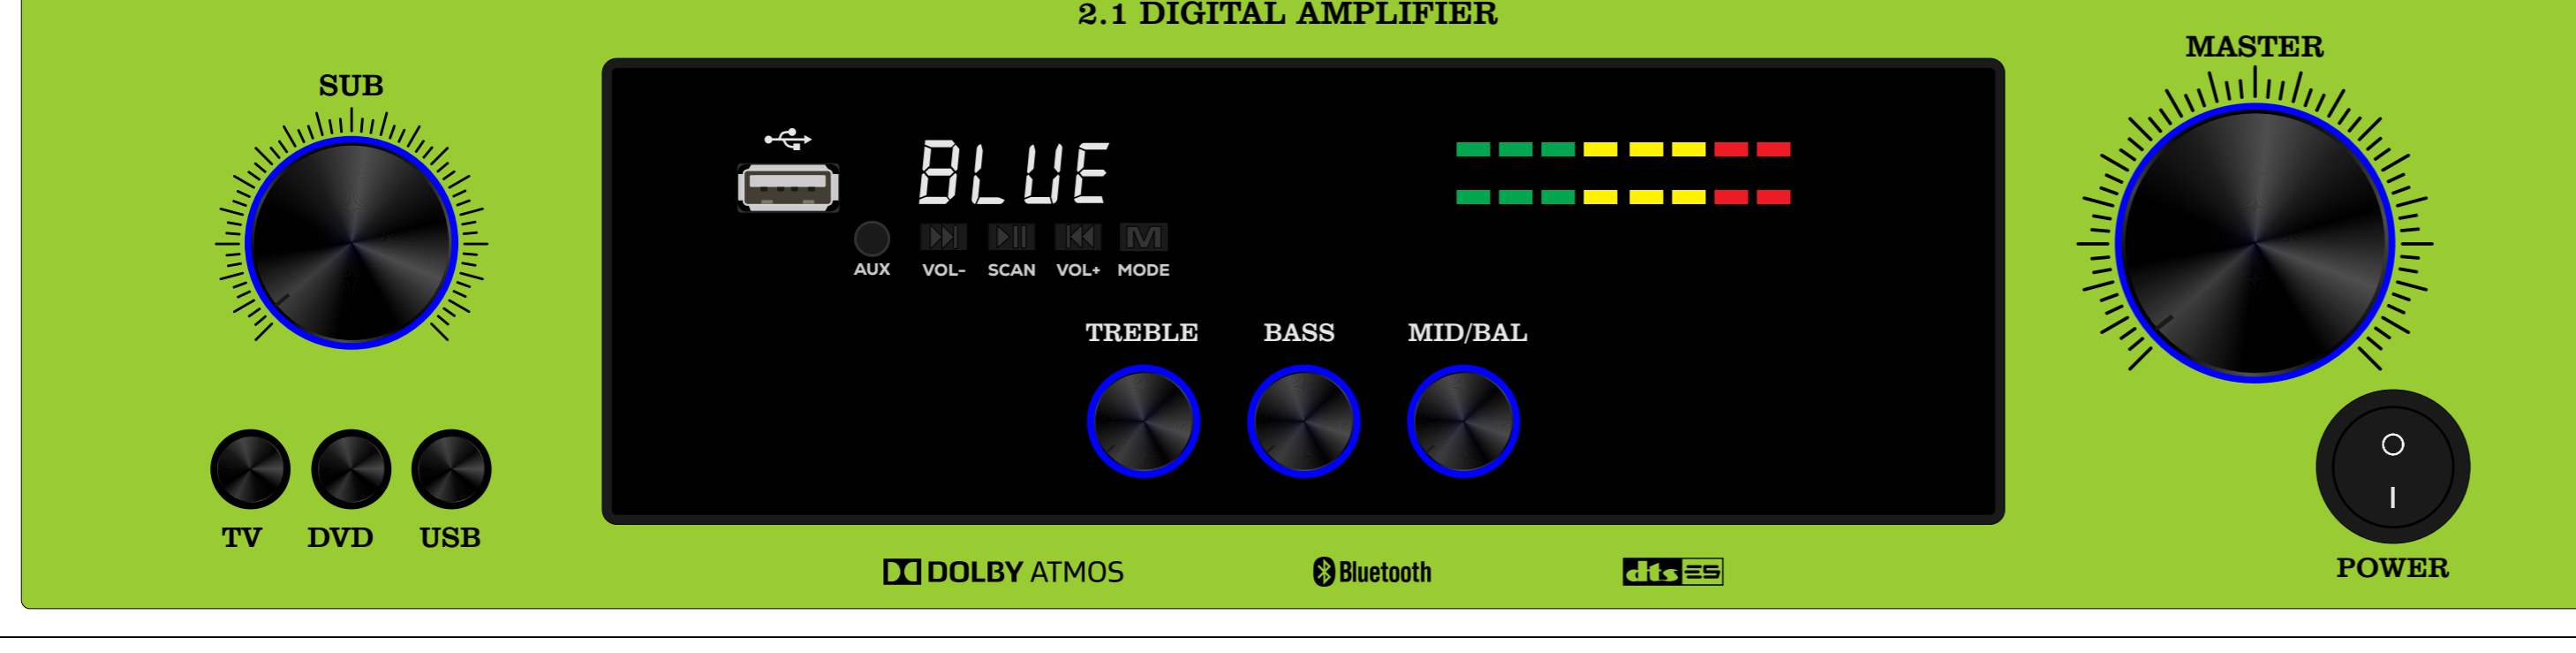 2.1 DIGITAL AMPLIFIER
SUB
MASTER
BLUE
M
AUX VOL- SCAN VOL+ MODE
TREBLE BASS MID/BAL
TV DVD USB
POWER
DOLBY ATMOS Bluetooth dts ES